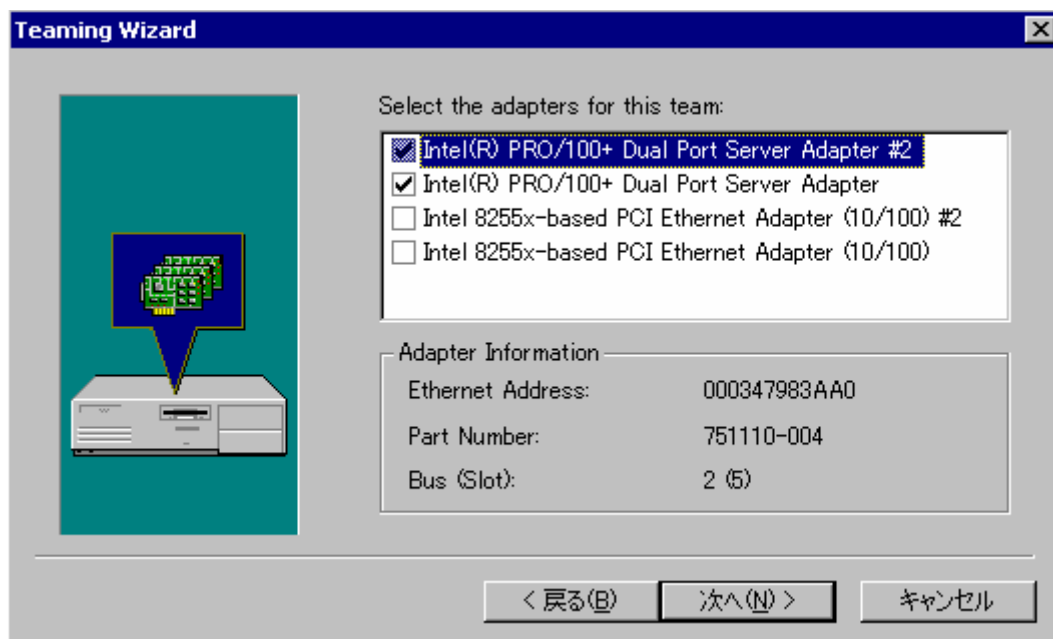 Teaming Wizard
Select the adapters for this team:
Intel(R) PRO/100+ Dual Port Server Adapter #2
Intel(R) PRO/100+ Dual Port Server Adapter
Intel 8255x-based PCI Ethernet Adapter (10/100) #2
Intel 8255x-based PCI Ethernet Adapter (10/100)
Adapter Information
Ethernet Address: 000347983AA0
Part Number: 751110-004
Bus (Slot): 2 (5)
< 戻る(B) 次へ(N) > キャンセル